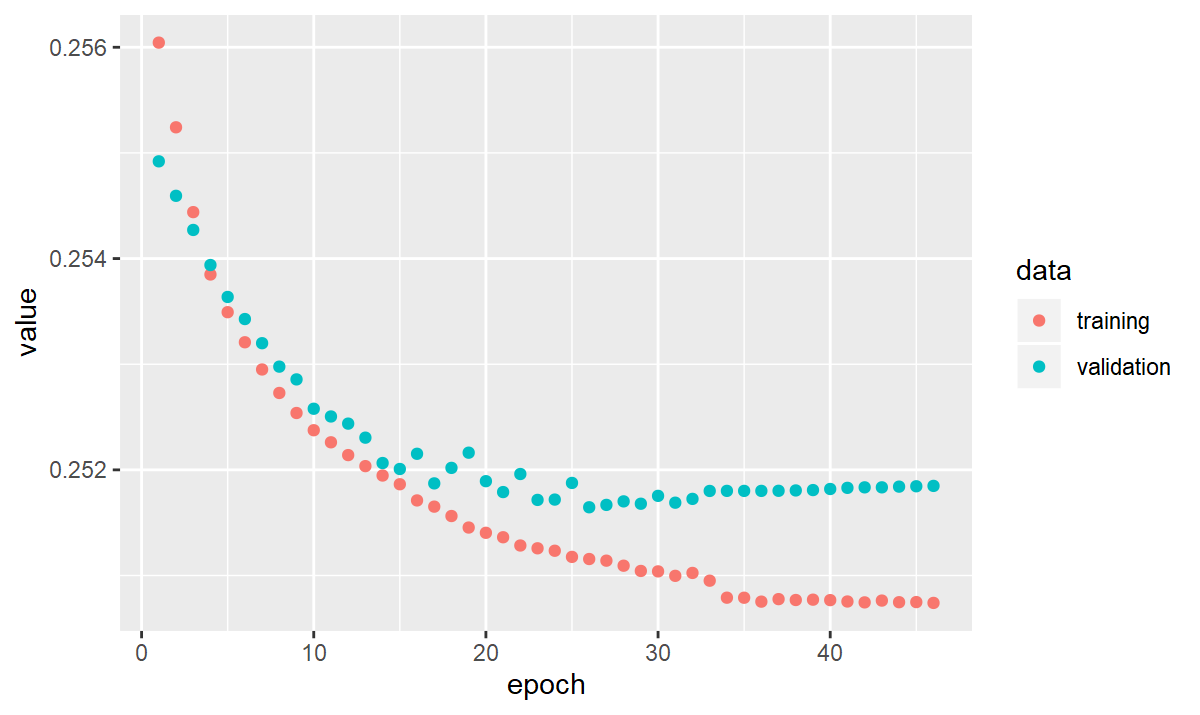 0.256
0.254
0.252
value
0 10 20 30 40
epoch
data
training
validation